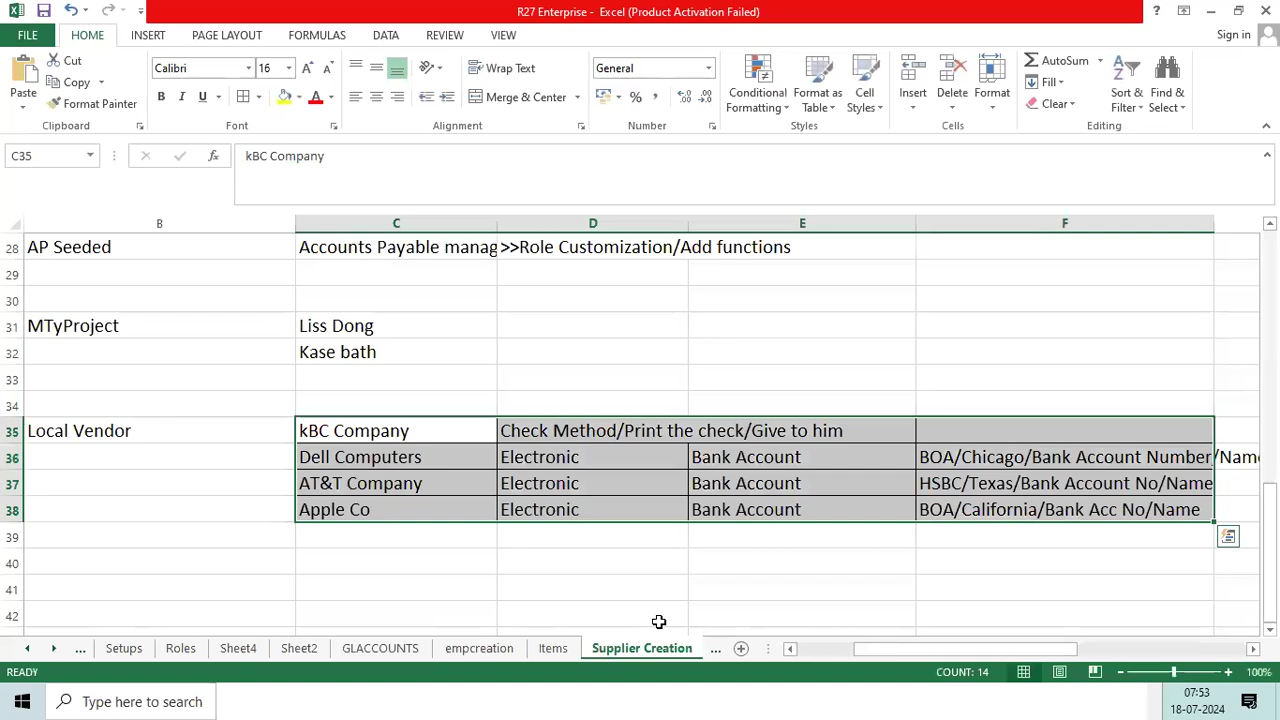 R27 Enterprise - Excel (Product Activation Failed)
FILE HOME INSERT PAGE LAYOUT FORMULAS DATA REVIEW VIEW Sign in
Cut
Copy
Format Painter
Paste
Clipboard
Calibri 16
B I U
Font
Wrap Text
Merge & Center
Alignment
General
Number
Conditional Formatting
Format as Table
Cell Styles
Styles
Insert Delete Format
Cells
AutoSum
Fill
Clear
Sort & Filter
Find & Select
Editing
C35 kBC Company
B C D E F
28 AP Seeded Accounts Payable manag >>Role Customization/Add functions
29
30
31 MTyProject Liss Dong
32 Kase bath
33
34
35 Local Vendor kBC Company Check Method/Print the check/Give to him
36 Dell Computers Electronic Bank Account BOA/Chicago/Bank Account Number/Name
37 AT&T Company Electronic Bank Account HSBC/Texas/Bank Account No/Name
38 Apple Co Electronic Bank Account BOA/California/Bank Acc No/Name
39
40
41
42
... Setups Roles Sheet4 Sheet2 GLACCOUNTS empcreation Items Supplier Creation ...
READY COUNT: 14 100%
Type here to search 07:53
18-07-2024